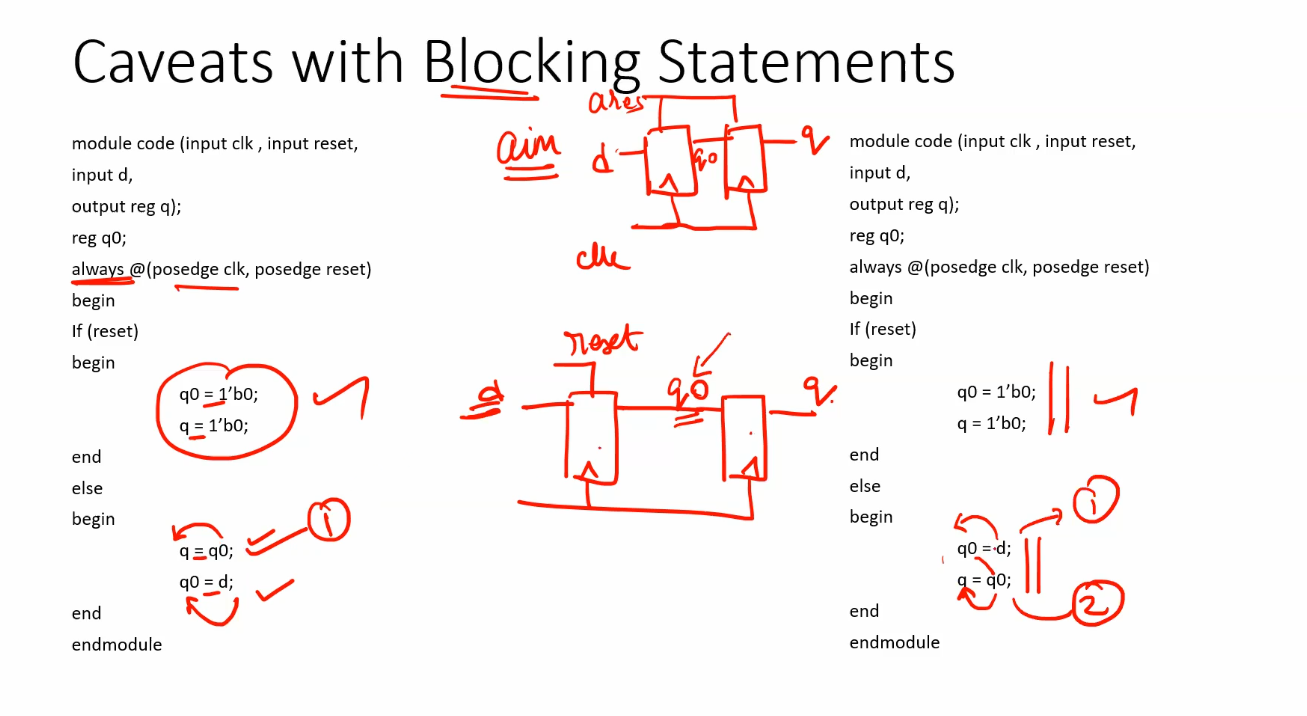 Caveats with Blocking Statements
ares
aim
d
q0
q
clk
module code (input clk , input reset,
input d,
output reg q);
reg q0;
always @(posedge clk, posedge reset)
begin
If (reset)
begin
q0 = 1’b0;
q = 1’b0;
end
else
begin
q = q0;
q0 = d;
end
endmodule
1
reset
d
q0
q
module code (input clk , input reset,
input d,
output reg q);
reg q0;
always @(posedge clk, posedge reset)
begin
If (reset)
begin
q0 = 1’b0;
q = 1’b0;
end
else
begin
q0 = d;
q = q0;
end
endmodule
1
2